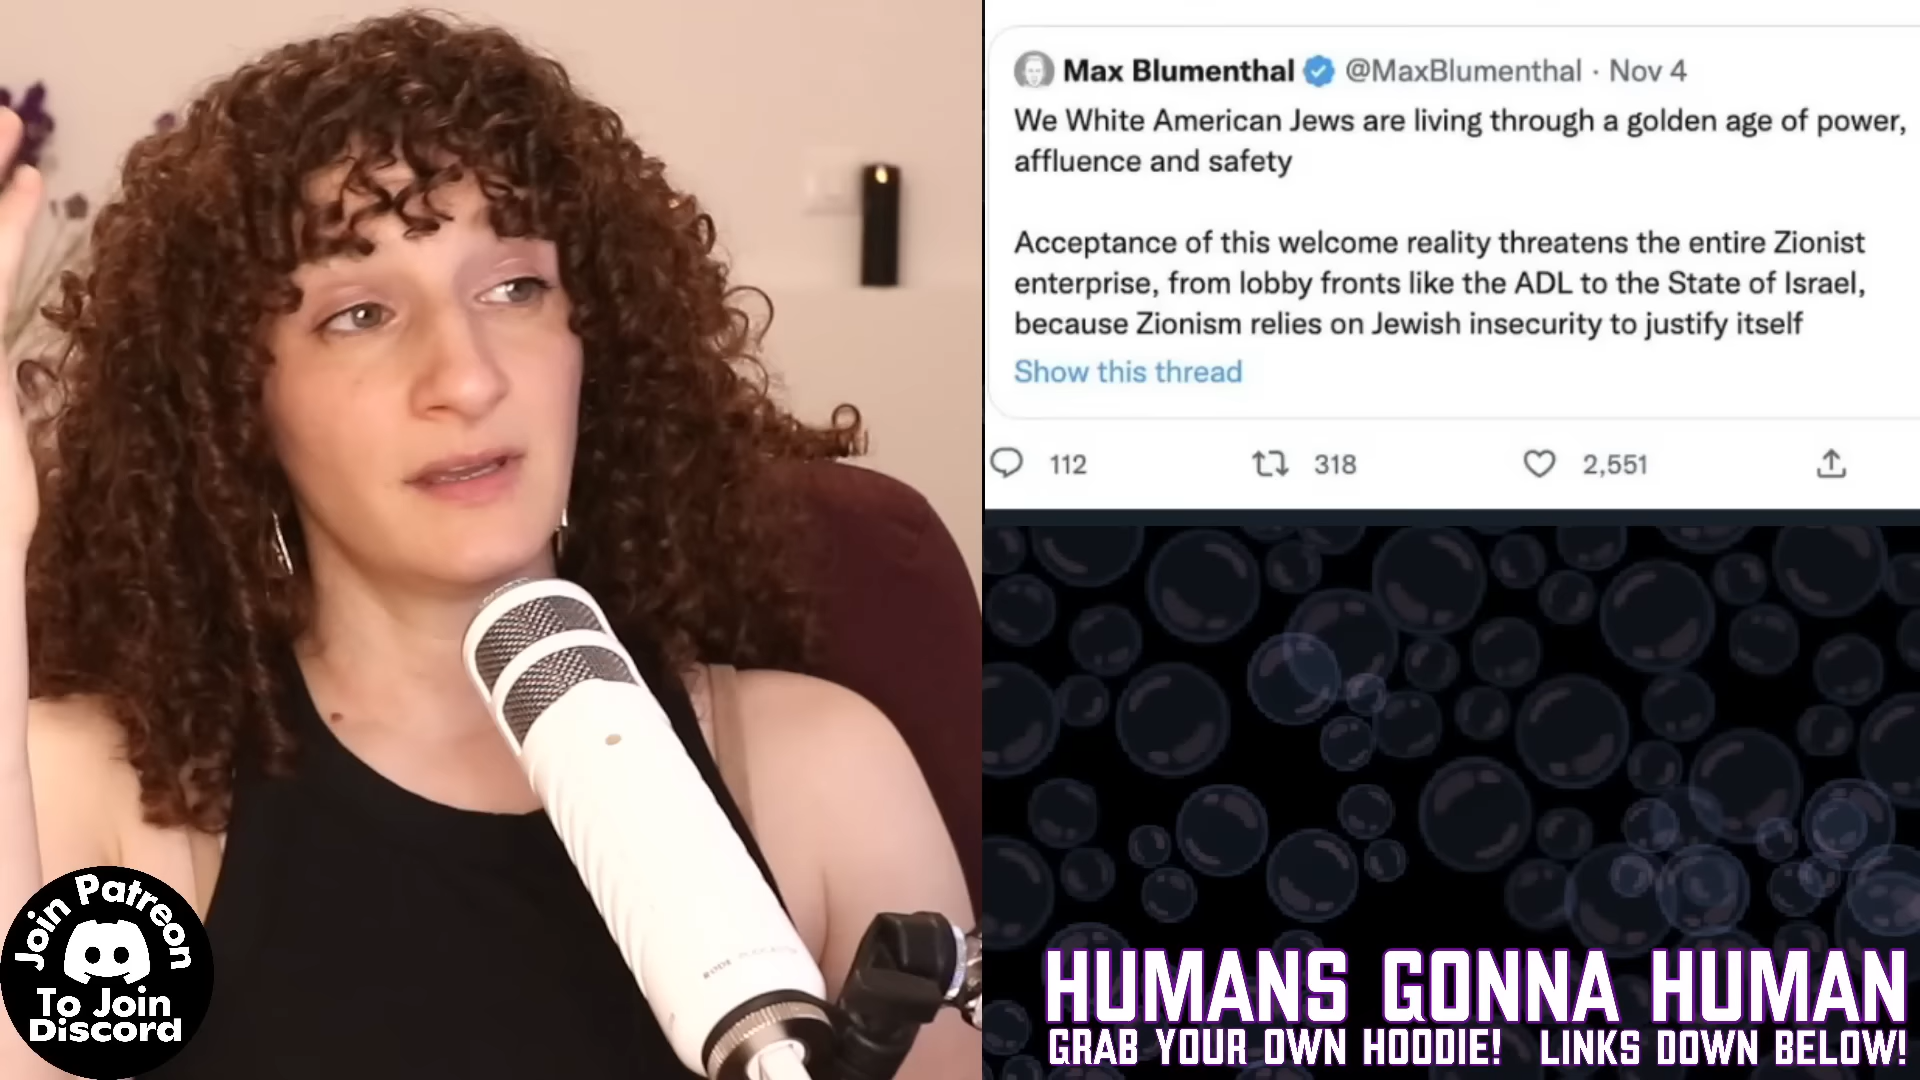 Max Blumenthal @MaxBlumenthal · Nov 4
We White American Jews are living through a golden age of power,
affluence and safety
Acceptance of this welcome reality threatens the entire Zionist
enterprise, from lobby fronts like the ADL to the State of Israel,
because Zionism relies on Jewish insecurity to justify itself
Show this thread
112 318 2,551
Join Patreon
To Join
Discord
HUMANS GONNA HUMAN
GRAB YOUR OWN HOODIE! LINKS DOWN BELOW!